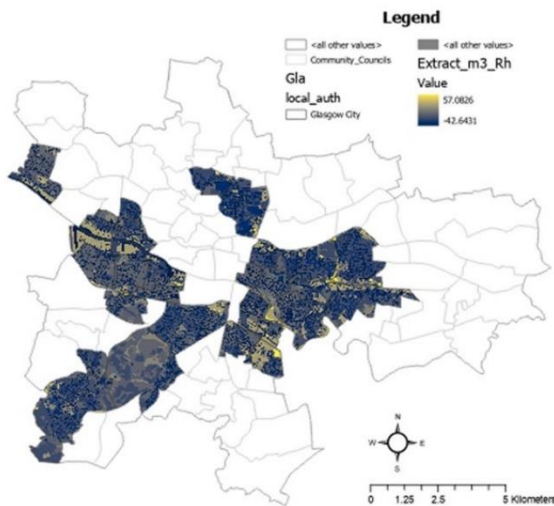 Legend
<all other values>
<all other values>
Community_Councils
Extract_m3_Rh
Gla
Value
local_auth
57.0826
Glasgow City
-42.6431
N
W E
S
0 1.25 2.5 5 Kilometers